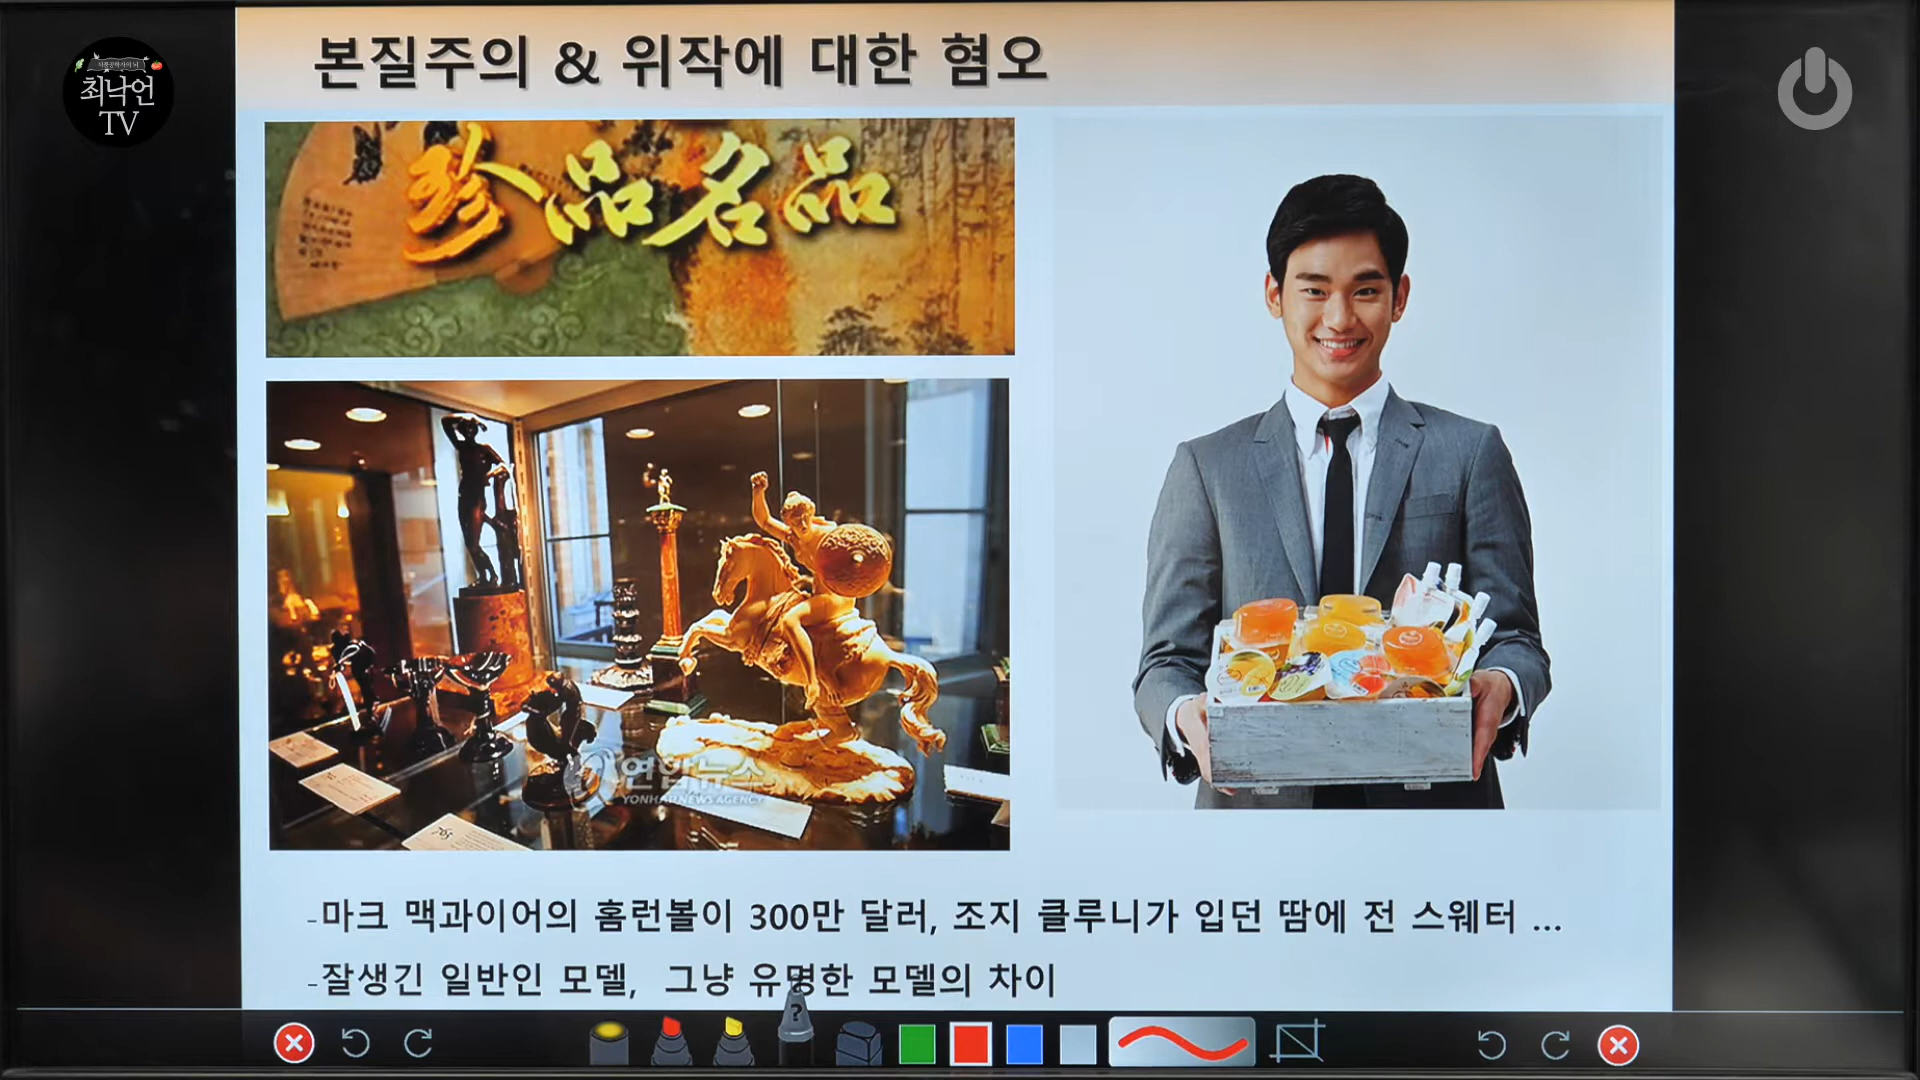 본질주의 & 위작에 대한 혐오
최낙언
TV
珍品名品
연합뉴스
YONHAP NEWS AGENCY
-마크 맥과이어의 홈런볼이 300만 달러, 조지 클루니가 입던 땀에 전 스웨터 ...
-잘생긴 일반인 모델, 그냥 유명한 모델의 차이
?